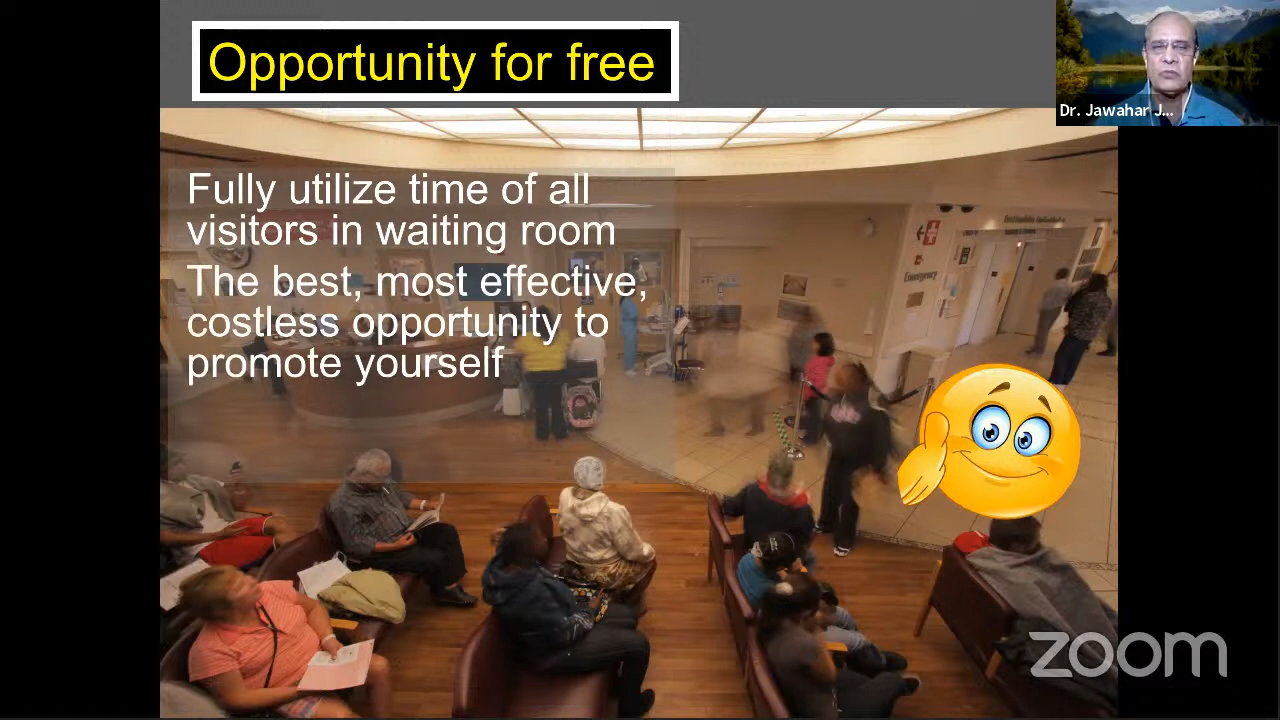 Opportunity for free
Dr. Jawahar J...
Fully utilize time of all
visitors in waiting room
The best, most effective,
costless opportunity to
promote yourself
Emergency
zoom